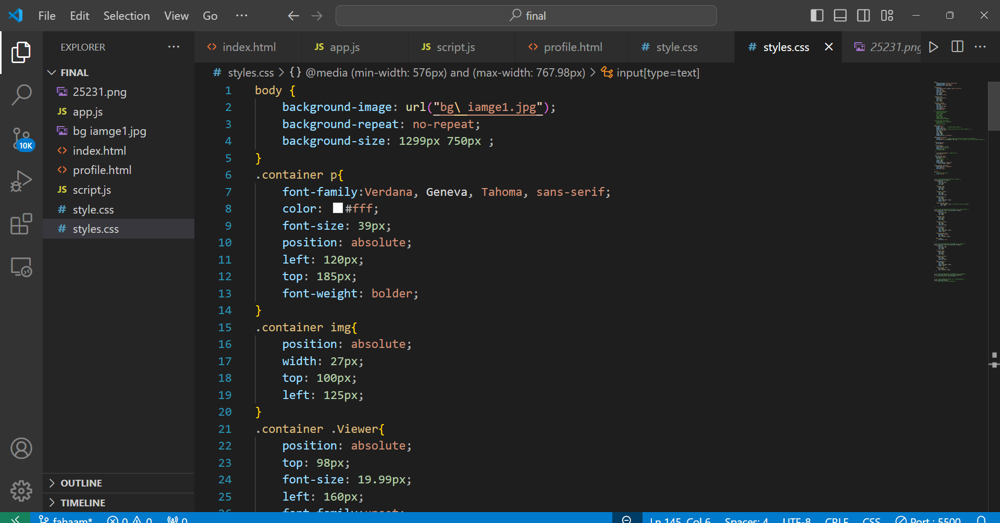 File Edit Selection View Go ···
final
EXPLORER ···
FINAL
25231.png
JS app.js
bg iamge1.jpg
<> index.html
<> profile.html
JS script.js
# style.css
# styles.css
10K
OUTLINE
TIMELINE
<> index.html JS app.js JS script.js <> profile.html # style.css # styles.css 25231.png ···
# styles.css > {} @media (min-width: 576px) and (max-width: 767.98px) > input[type=text]
1 body {
2 background-image: url("bg\ iamge1.jpg");
3 background-repeat: no-repeat;
4 background-size: 1299px 750px ;
5 }
6 .container p{
7 font-family:Verdana, Geneva, Tahoma, sans-serif;
8 color: #fff;
9 font-size: 39px;
10 position: absolute;
11 left: 120px;
12 top: 185px;
13 font-weight: bolder;
14 }
15 .container img{
16 position: absolute;
17 width: 27px;
18 top: 100px;
19 left: 125px;
20 }
21 .container .Viewer{
22 position: absolute;
23 top: 98px;
24 font-size: 19.99px;
25 left: 160px;
26 font-family:unset;
fahaam* 0 0 0 Ln 145, Col 6 Spaces: 4 UTF-8 CRLF CSS Port : 5500